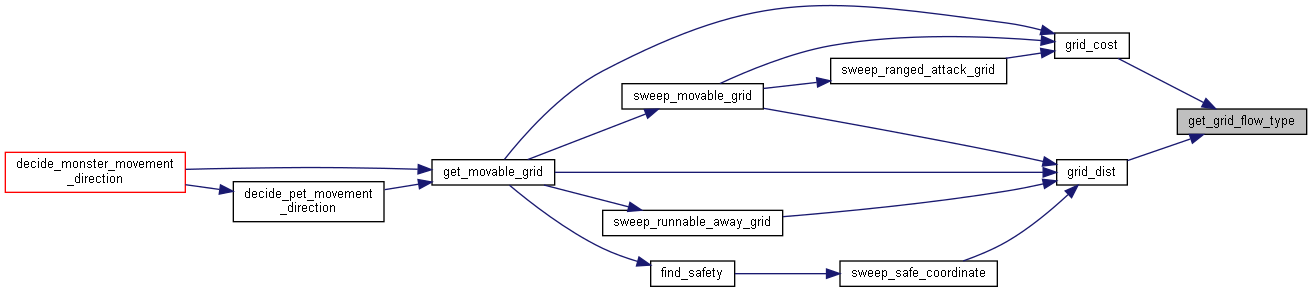 grid_cost
sweep_ranged_attack_grid
sweep_movable_grid
get_grid_flow_type
decide_monster_movement
_direction
get_movable_grid
grid_dist
decide_pet_movement
_direction
sweep_runnable_away_grid
find_safety
sweep_safe_coordinate